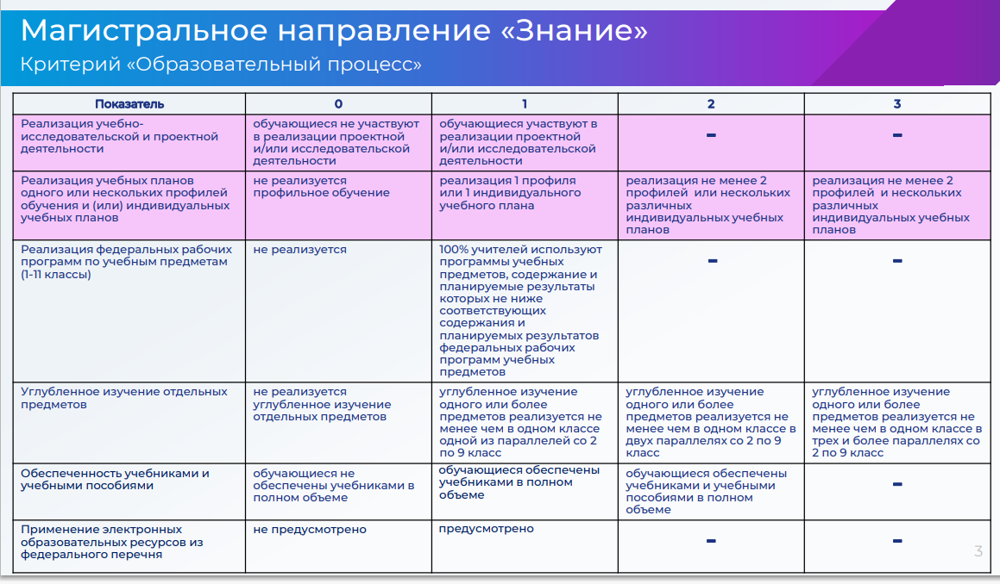 Магистральное направление «Знание»
Критерий «Образовательный процесс»
Показатель
0
1
2
3
Реализация учебно-
исследовательской и проектной
деятельности
обучающиеся не участвуют
в реализации проектной
и/или исследовательской
деятельности
обучающиеся участвуют в
реализации проектной
и/или исследовательской
деятельности
–
–
Реализация учебных планов
одного или нескольких профилей
обучения и (или) индивидуальных
учебных планов
не реализуется
профильное обучение
реализация 1 профиля
или 1 индивидуального
учебного плана
реализация не менее 2
профилей или нескольких
различных
индивидуальных учебных
планов
реализация не менее 2
профилей и нескольких
различных
индивидуальных учебных
планов
Реализация федеральных рабочих
программ по учебным предметам
(1-11 классы)
не реализуется
100% учителей используют
программы учебных
предметов, содержание и
планируемые результаты
которых не ниже
соответствующих
содержания и
планируемых результатов
федеральных рабочих
программ учебных
предметов
–
–
Углубленное изучение отдельных
предметов
не реализуется
углубленное изучение
отдельных предметов
углубленное изучение
одного или более
предметов реализуется не
менее чем в одном классе
одной из параллелей со 2
по 9 класс
углубленное изучение
одного или более
предметов реализуется не
менее чем в одном классе в
двух параллелях со 2 по 9
класс
углубленное изучение
одного или более
предметов реализуется не
менее чем в одном классе в
трех и более параллелях со
2 по 9 класс
Обеспеченность учебниками и
учебными пособиями
обучающиеся не
обеспечены учебниками в
полном объеме
обучающиеся обеспечены
учебниками в полном
объеме
обучающиеся обеспечены
учебниками и учебными
пособиями в полном
объеме
–
Применение электронных
образовательных ресурсов из
федерального перечня
не предусмотрено
предусмотрено
–
–
3